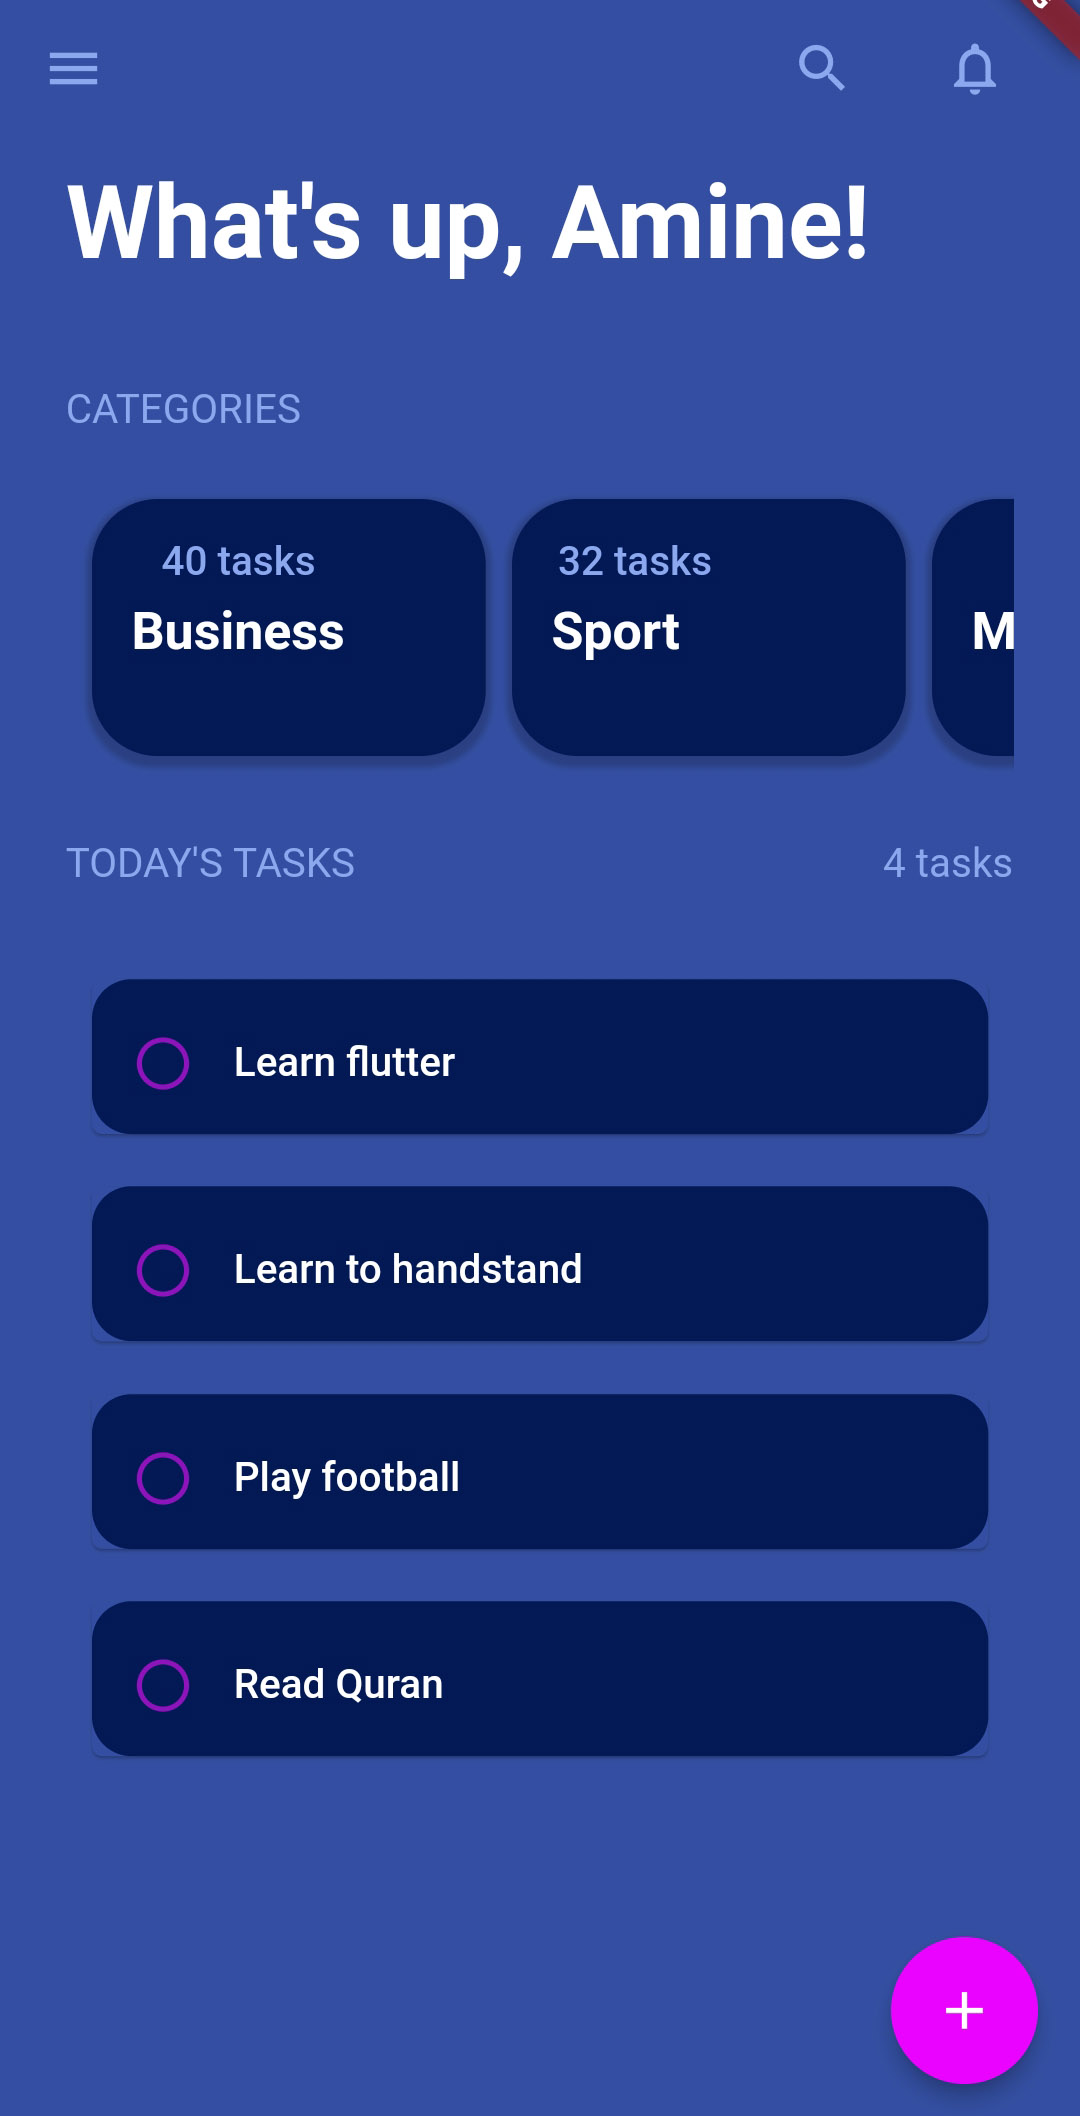 What's up, Amine!
CATEGORIES
40 tasks
Business
32 tasks
Sport
M
TODAY'S TASKS
4 tasks
Learn flutter
Learn to handstand
Play football
Read Quran